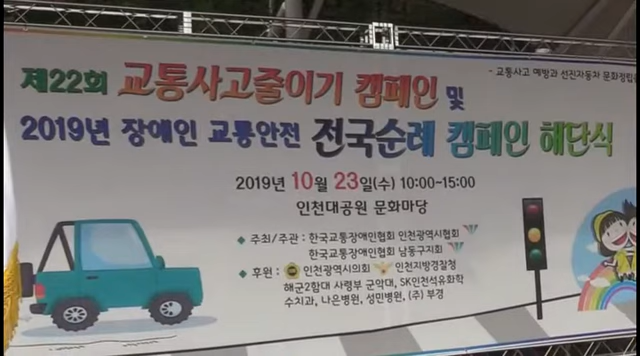 - 교통사고 예방과 선진자동차 문화정립
제22회 교통사고줄이기 캠페인 및
2019년 장애인 교통안전 전국순례 캠페인 해단식
2019년 10월 23일(수) 10:00~15:00
인천대공원 문화마당
◆ 주최/주관 : 한국교통장애인협회 인천광역시협회
한국교통장애인협회 남동구지회
◆ 후원 : 인천광역시의회 인천지방경찰청
해군2함대 사령부 군악대, SK인천석유화학
수치과, 나은병원, 성민병원, (주) 부경